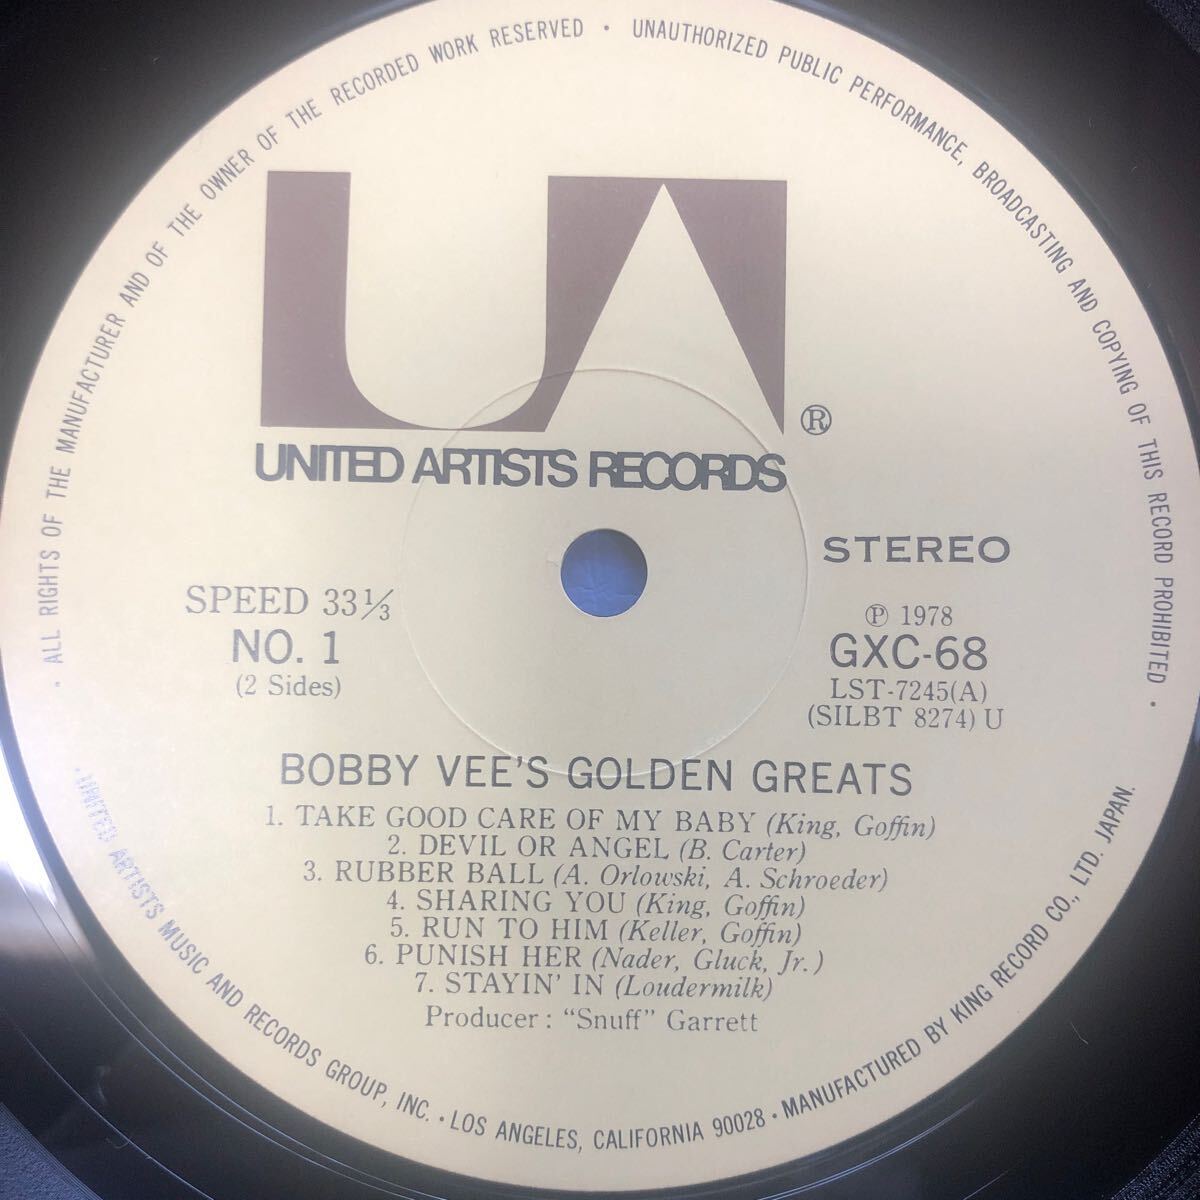 · ALL RIGHTS OF THE MANUFACTURER AND OF THE OWNER OF THE RECORDED WORK RESERVED · UNAUTHORIZED PUBLIC PERFORMANCE, BROADCASTING AND COPYING OF THIS RECORD PROHIBITED ·
UA ®
UNITED ARTISTS RECORDS
STEREO
SPEED 33⅓
NO. 1
(2 Sides)
℗ 1978
GXC-68
LST-7245(A)
(SILBT 8274) U
BOBBY VEE'S GOLDEN GREATS
1. TAKE GOOD CARE OF MY BABY (King, Goffin)
2. DEVIL OR ANGEL (B. Carter)
3. RUBBER BALL (A. Orlowski, A. Schroeder)
4. SHARING YOU (King, Goffin)
5. RUN TO HIM (Keller, Goffin)
6. PUNISH HER (Nader, Gluck, Jr.)
7. STAYIN' IN (Loudermilk)
Producer : "Snuff" Garrett
· UNITED ARTISTS MUSIC AND RECORDS GROUP, INC. · LOS ANGELES, CALIFORNIA 90028 · MANUFACTURED BY KING RECORD CO., LTD. JAPAN.